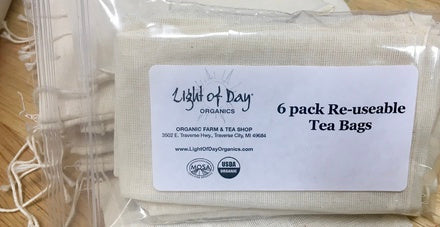 Light of Day
ORGANICS
ORGANIC FARM & TEA SHOP
3502 E. Traverse Hwy., Traverse City, MI 49684
www.LightOfDayOrganics.com
MOSA
USDA
ORGANIC
6 pack Re-useable
Tea Bags